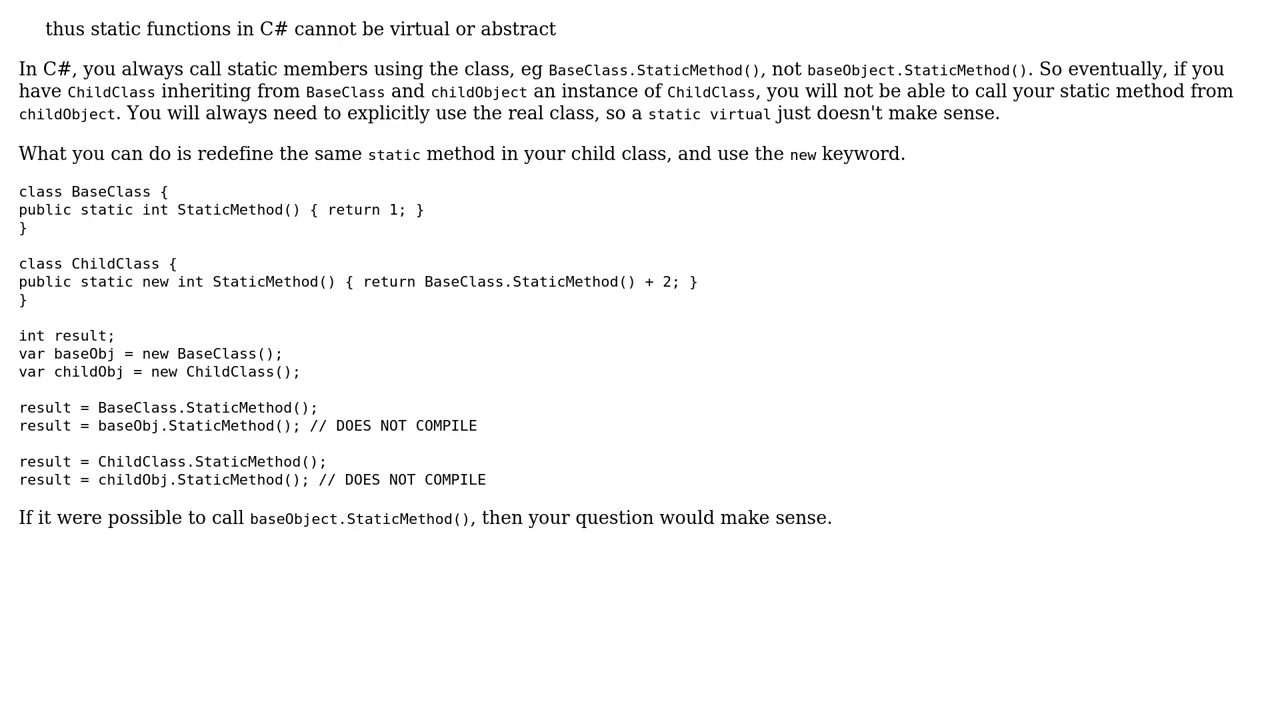 thus static functions in C# cannot be virtual or abstract
In C#, you always call static members using the class, eg BaseClass.StaticMethod(), not baseObject.StaticMethod(). So eventually, if you
have ChildClass inheriting from BaseClass and childObject an instance of ChildClass, you will not be able to call your static method from
childObject. You will always need to explicitly use the real class, so a static virtual just doesn't make sense.
What you can do is redefine the same static method in your child class, and use the new keyword.
class BaseClass {
public static int StaticMethod() { return 1; }
}
class ChildClass {
public static new int StaticMethod() { return BaseClass.StaticMethod() + 2; }
}
int result;
var baseObj = new BaseClass();
var childObj = new ChildClass();
result = BaseClass.StaticMethod();
result = baseObj.StaticMethod(); // DOES NOT COMPILE
result = ChildClass.StaticMethod();
result = childObj.StaticMethod(); // DOES NOT COMPILE
If it were possible to call baseObject.StaticMethod(), then your question would make sense.